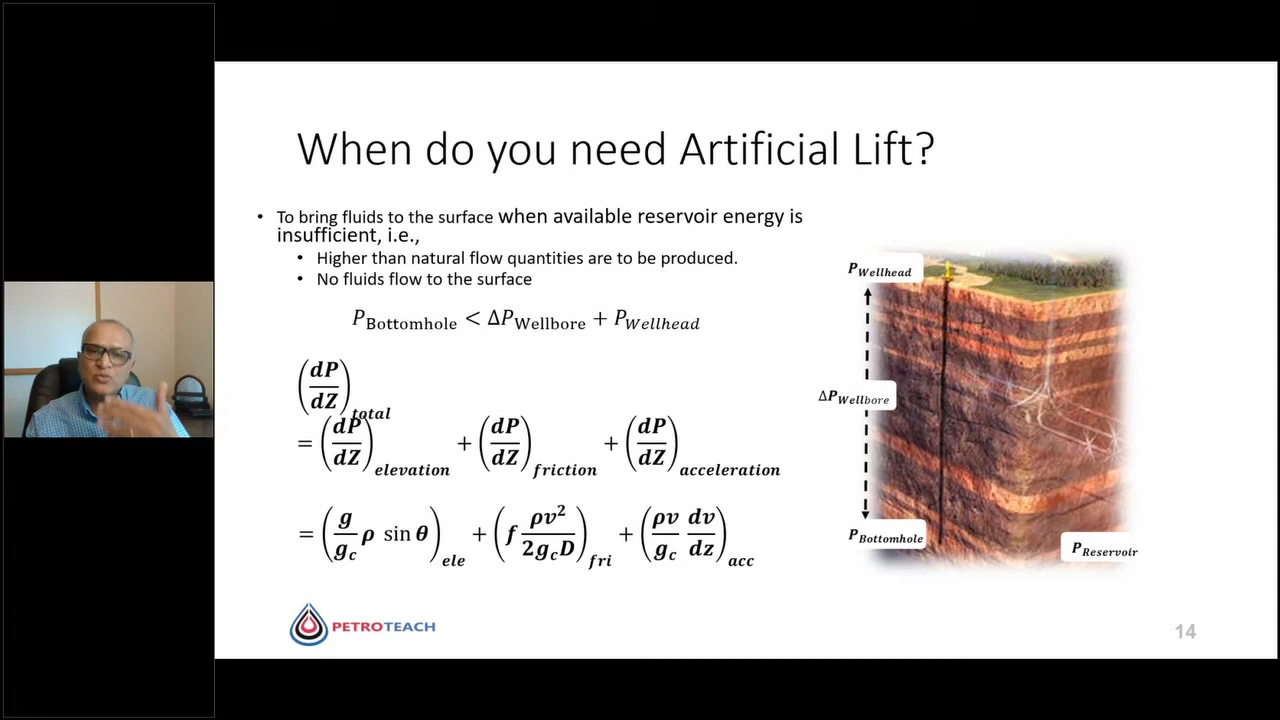 When do you need Artificial Lift?
• To bring fluids to the surface when available reservoir energy is
insufficient, i.e.,
• Higher than natural flow quantities are to be produced.
• No fluids flow to the surface
P_Bottomhole < ΔP_Wellbore + P_Wellhead
(dP/dZ)_total
= (dP/dZ)_elevation + (dP/dZ)_friction + (dP/dZ)_acceleration
= (g/g_c ρ sin θ)_ele + (f ρv²/2g_cD)_fri + (ρv/g_c dv/dz)_acc
P_Wellhead
ΔP_Wellbore
P_Bottomhole
P_Reservoir
PETROTEACH
14